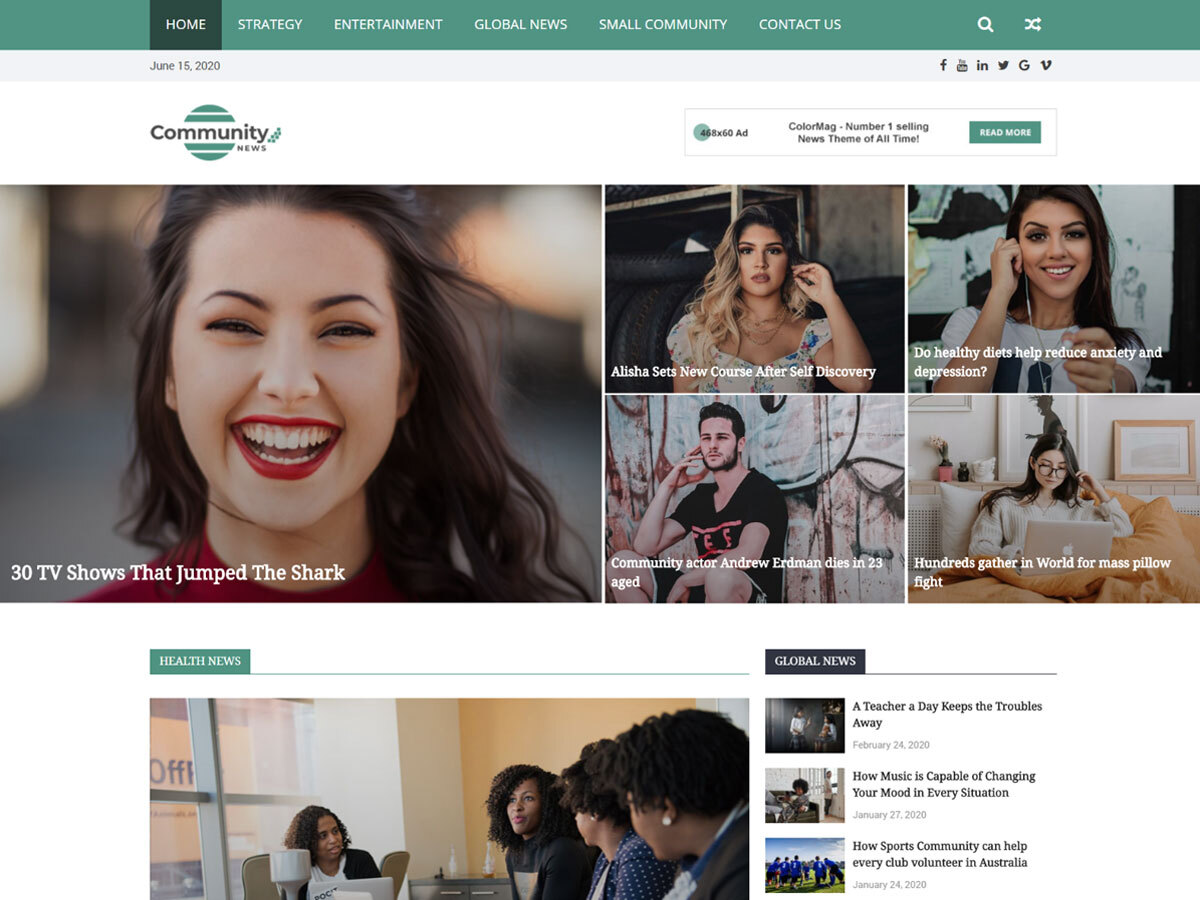 HOME STRATEGY ENTERTAINMENT GLOBAL NEWS SMALL COMMUNITY CONTACT US
June 15, 2020
Community
NEWS
468x60 Ad
ColorMag - Number 1 selling
News Theme of All Time!
READ MORE
30 TV Shows That Jumped The Shark
Alisha Sets New Course After Self Discovery
Do healthy diets help reduce anxiety and
depression?
Community actor Andrew Erdman dies in 23
aged
Hundreds gather in World for mass pillow
fight
HEALTH NEWS
GLOBAL NEWS
A Teacher a Day Keeps the Troubles
Away
February 24, 2020
How Music is Capable of Changing
Your Mood in Every Situation
January 27, 2020
How Sports Community can help
every club volunteer in Australia
January 24, 2020